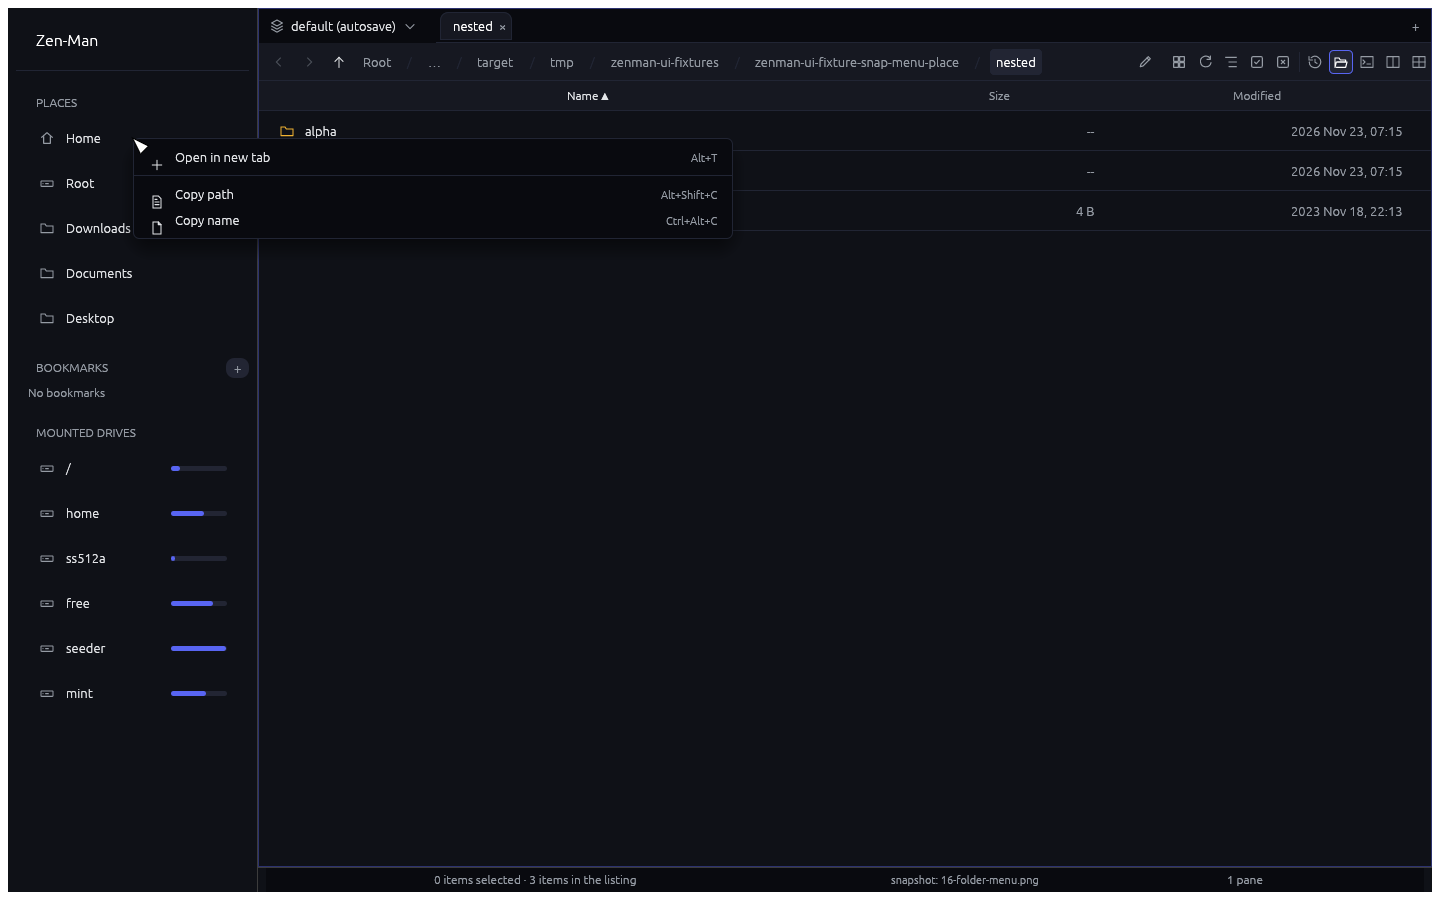 Zen-Man
default (autosave)
nested ×
+
Root / ... / target / tmp / zenman-ui-fixtures / zenman-ui-fixture-snap-menu-place / nested
Name ▲ Size Modified
PLACES
Home
Root
Downloads
Documents
Desktop
BOOKMARKS +
No bookmarks
MOUNTED DRIVES
/
home
ss512a
free
seeder
mint
alpha -- 2026 Nov 23, 07:15
-- 2026 Nov 23, 07:15
4 B 2023 Nov 18, 22:13
Open in new tab Alt+T
Copy path Alt+Shift+C
Copy name Ctrl+Alt+C
0 items selected · 3 items in the listing
snapshot: 16-folder-menu.png
1 pane